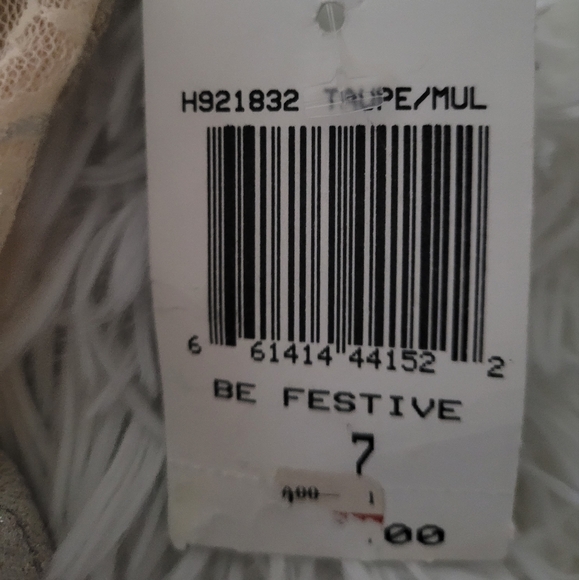 H921832 TAUPE/MUL
6 61414 44152 2
BE FESTIVE
7
.00